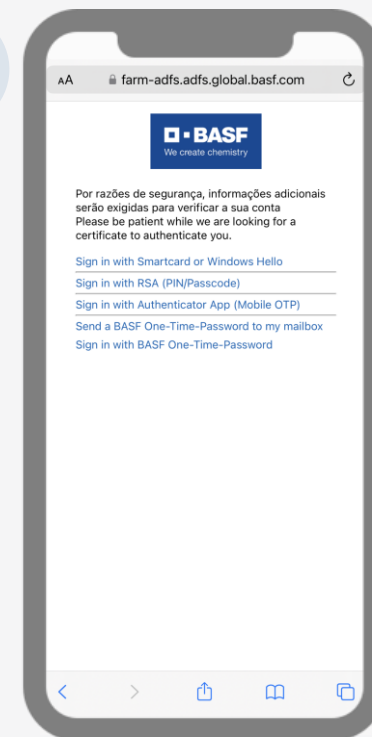 AA
farm-adfs.adfs.global.basf.com
BASF
We create chemistry
Por razões de segurança, informações adicionais
serão exigidas para verificar a sua conta
Please be patient while we are looking for a
certificate to authenticate you.
Sign in with Smartcard or Windows Hello
Sign in with RSA (PIN/Passcode)
Sign in with Authenticator App (Mobile OTP)
Send a BASF One-Time-Password to my mailbox
Sign in with BASF One-Time-Password